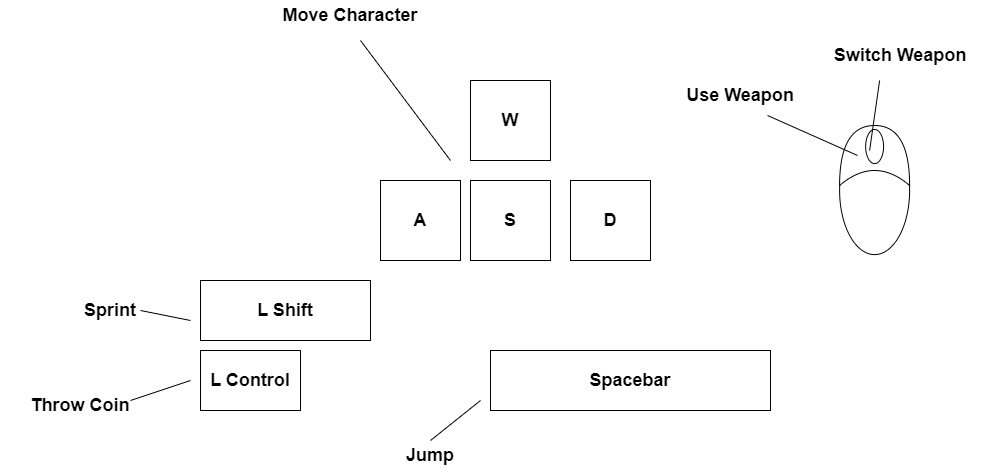 Move Character
Switch Weapon
Use Weapon
W
A
S
D
Sprint
L Shift
L Control
Spacebar
Throw Coin
Jump